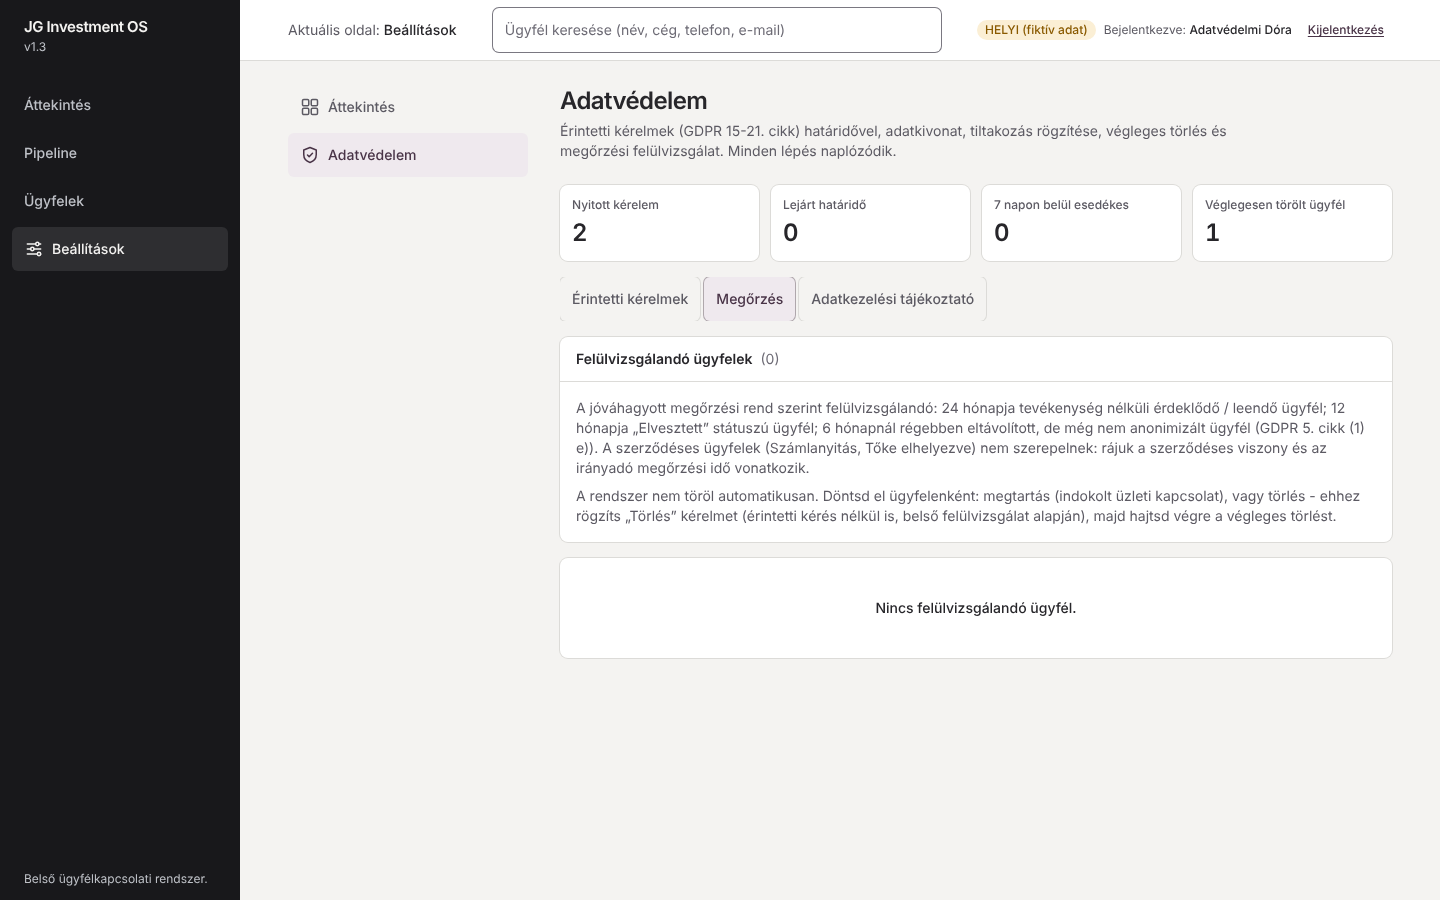 JG Investment OS
v1.3
Áttekintés
Pipeline
Ügyfelek
Beállítások
Belső ügyfélkapcsolati rendszer.
Aktuális oldal: Beállítások
Ügyfél keresése (név, cég, telefon, e-mail)
HELYI (fiktív adat)
Bejelentkezve: Adatvédelmi Dóra
Kijelentkezés
Áttekintés
Adatvédelem
Adatvédelem
Érintetti kérelmek (GDPR 15-21. cikk) határidővel, adatkivonat, tiltakozás rögzítése, végleges törlés és
megőrzési felülvizsgálat. Minden lépés naplózódik.
Nyitott kérelem
2
Lejárt határidő
0
7 napon belül esedékes
0
Véglegesen törölt ügyfél
1
Érintetti kérelmek
Megőrzés
Adatkezelési tájékoztató
Felülvizsgálandó ügyfelek (0)
A jóváhagyott megőrzési rend szerint felülvizsgálandó: 24 hónapja tevékenység nélküli érdeklődő / leendő ügyfél; 12
hónapja „Elvesztett” státuszú ügyfél; 6 hónapnál régebben eltávolított, de még nem anonimizált ügyfél (GDPR 5. cikk (1)
e)). A szerződéses ügyfelek (Számlanyitás, Tőke elhelyezve) nem szerepelnek: rájuk a szerződéses viszony és az
irányadó megőrzési idő vonatkozik.
A rendszer nem töröl automatikusan. Döntsd el ügyfelenként: megtartás (indokolt üzleti kapcsolat), vagy törlés - ehhez
rögzíts „Törlés” kérelmet (érintetti kérés nélkül is, belső felülvizsgálat alapján), majd hajtsd végre a végleges törlést.
Nincs felülvizsgálandó ügyfél.